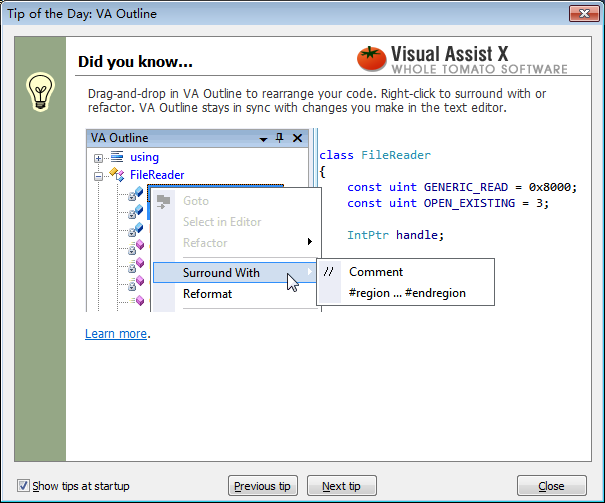 Tip of the Day: VA Outline
Did you know...
Visual Assist X
WHOLE TOMATO SOFTWARE
Drag-and-drop in VA Outline to rearrange your code. Right-click to surround with or
refactor. VA Outline stays in sync with changes you make in the text editor.
VA Outline
using
FileReader
Goto
Select in Editor
Refactor
Surround With
Reformat
// Comment
#region ... #endregion
class FileReader
{
const uint GENERIC_READ = 0x8000;
const uint OPEN_EXISTING = 3;
IntPtr handle;
Learn more.
Show tips at startup
Previous tip
Next tip
Close